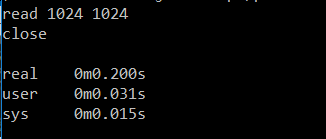 read 1024 1024
close
real 0m0.200s
user 0m0.031s
sys 0m0.015s